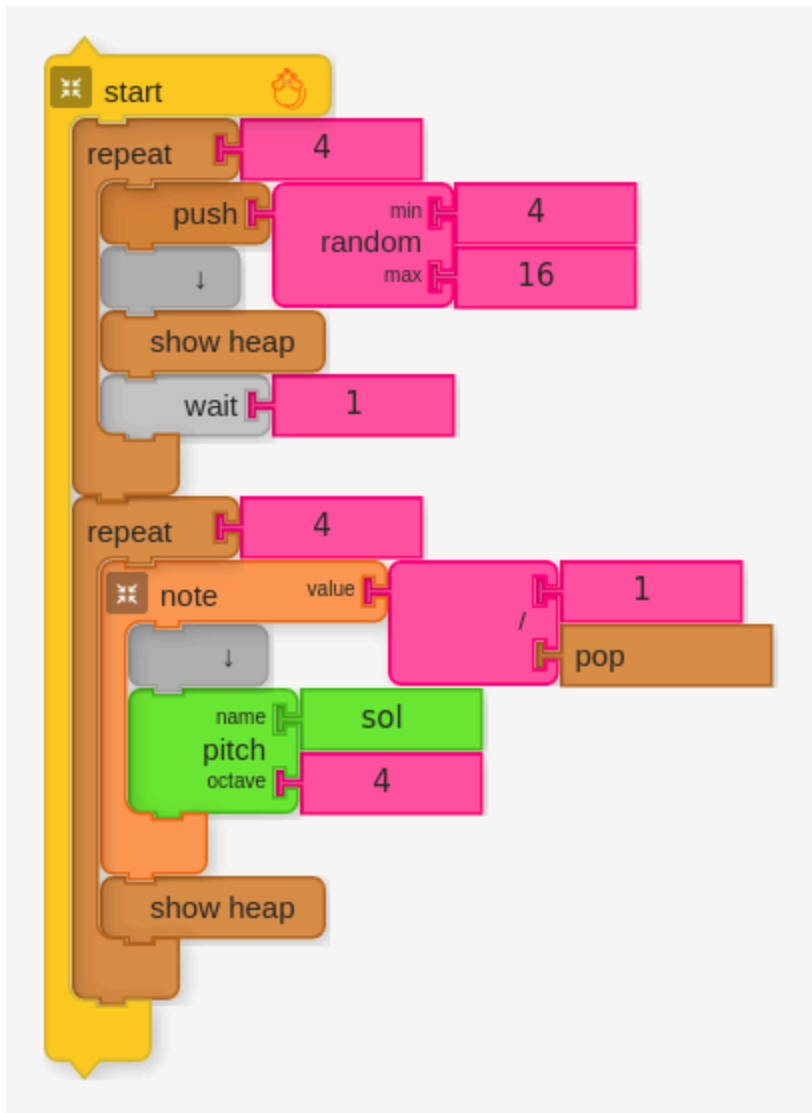 start
repeat 4
push random min 4
max 16
↓
show heap
wait 1
repeat 4
note value / 1
pop
↓
pitch name sol
octave 4
show heap